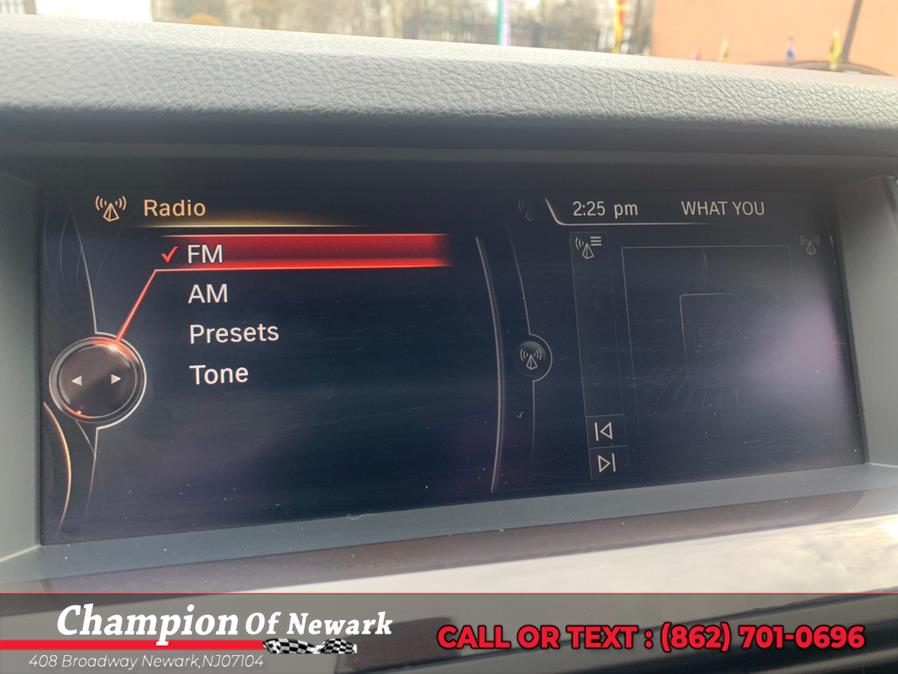 Radio
2:25 pm
WHAT YOU
FM
AM
Presets
Tone
Champion Of Newark
408 Broadway Newark,NJ07104
CALL OR TEXT : (862) 701-0696